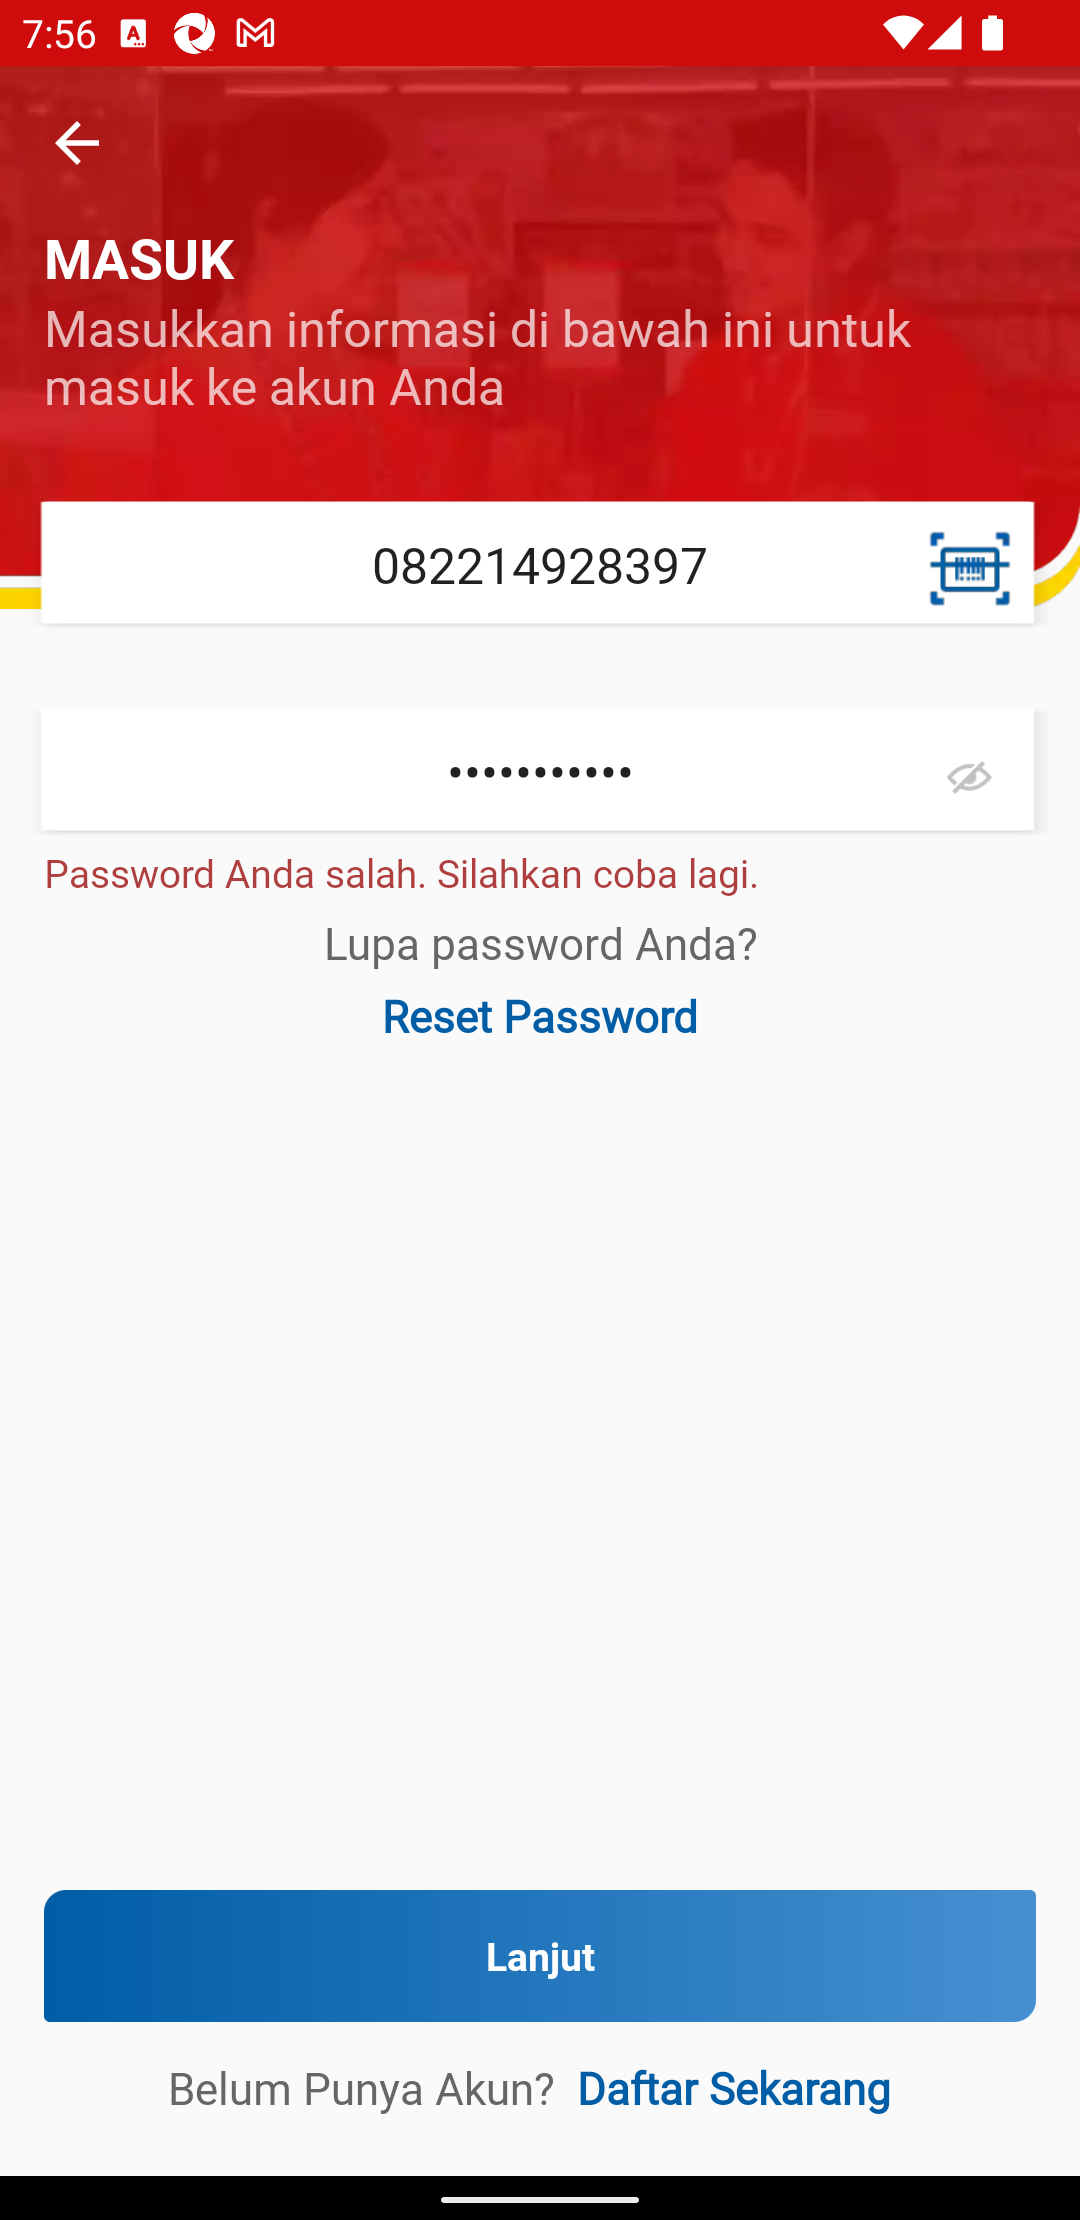 7:56
MASUK
Masukkan informasi di bawah ini untuk
masuk ke akun Anda
082214928397
•••••••••••
Password Anda salah. Silahkan coba lagi.
Lupa password Anda?
Reset Password
Lanjut
Belum Punya Akun? Daftar Sekarang